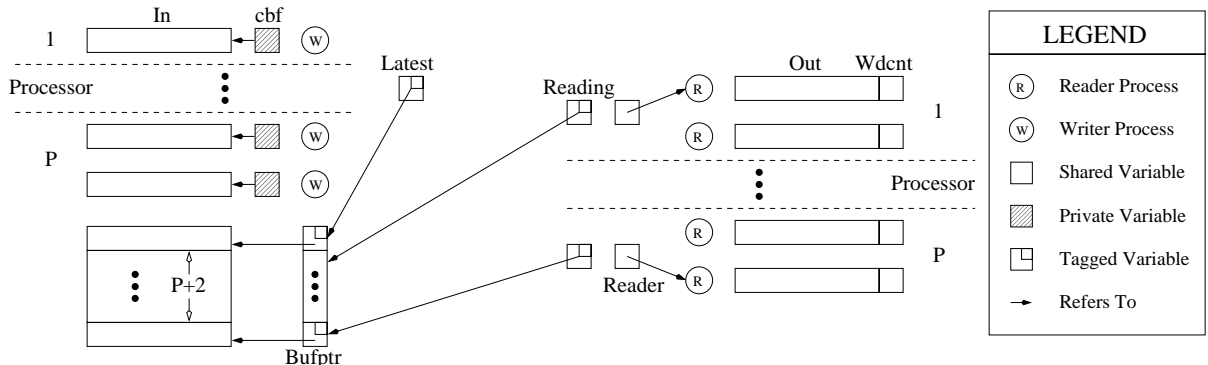 In cbf
1 W
Processor
P W
W
P+2
Bufptr
Latest
Reading
Reader
Out Wdcnt
R
R 1
Processor
R P
R
LEGEND
R Reader Process
W Writer Process
Shared Variable
Private Variable
Tagged Variable
Refers To